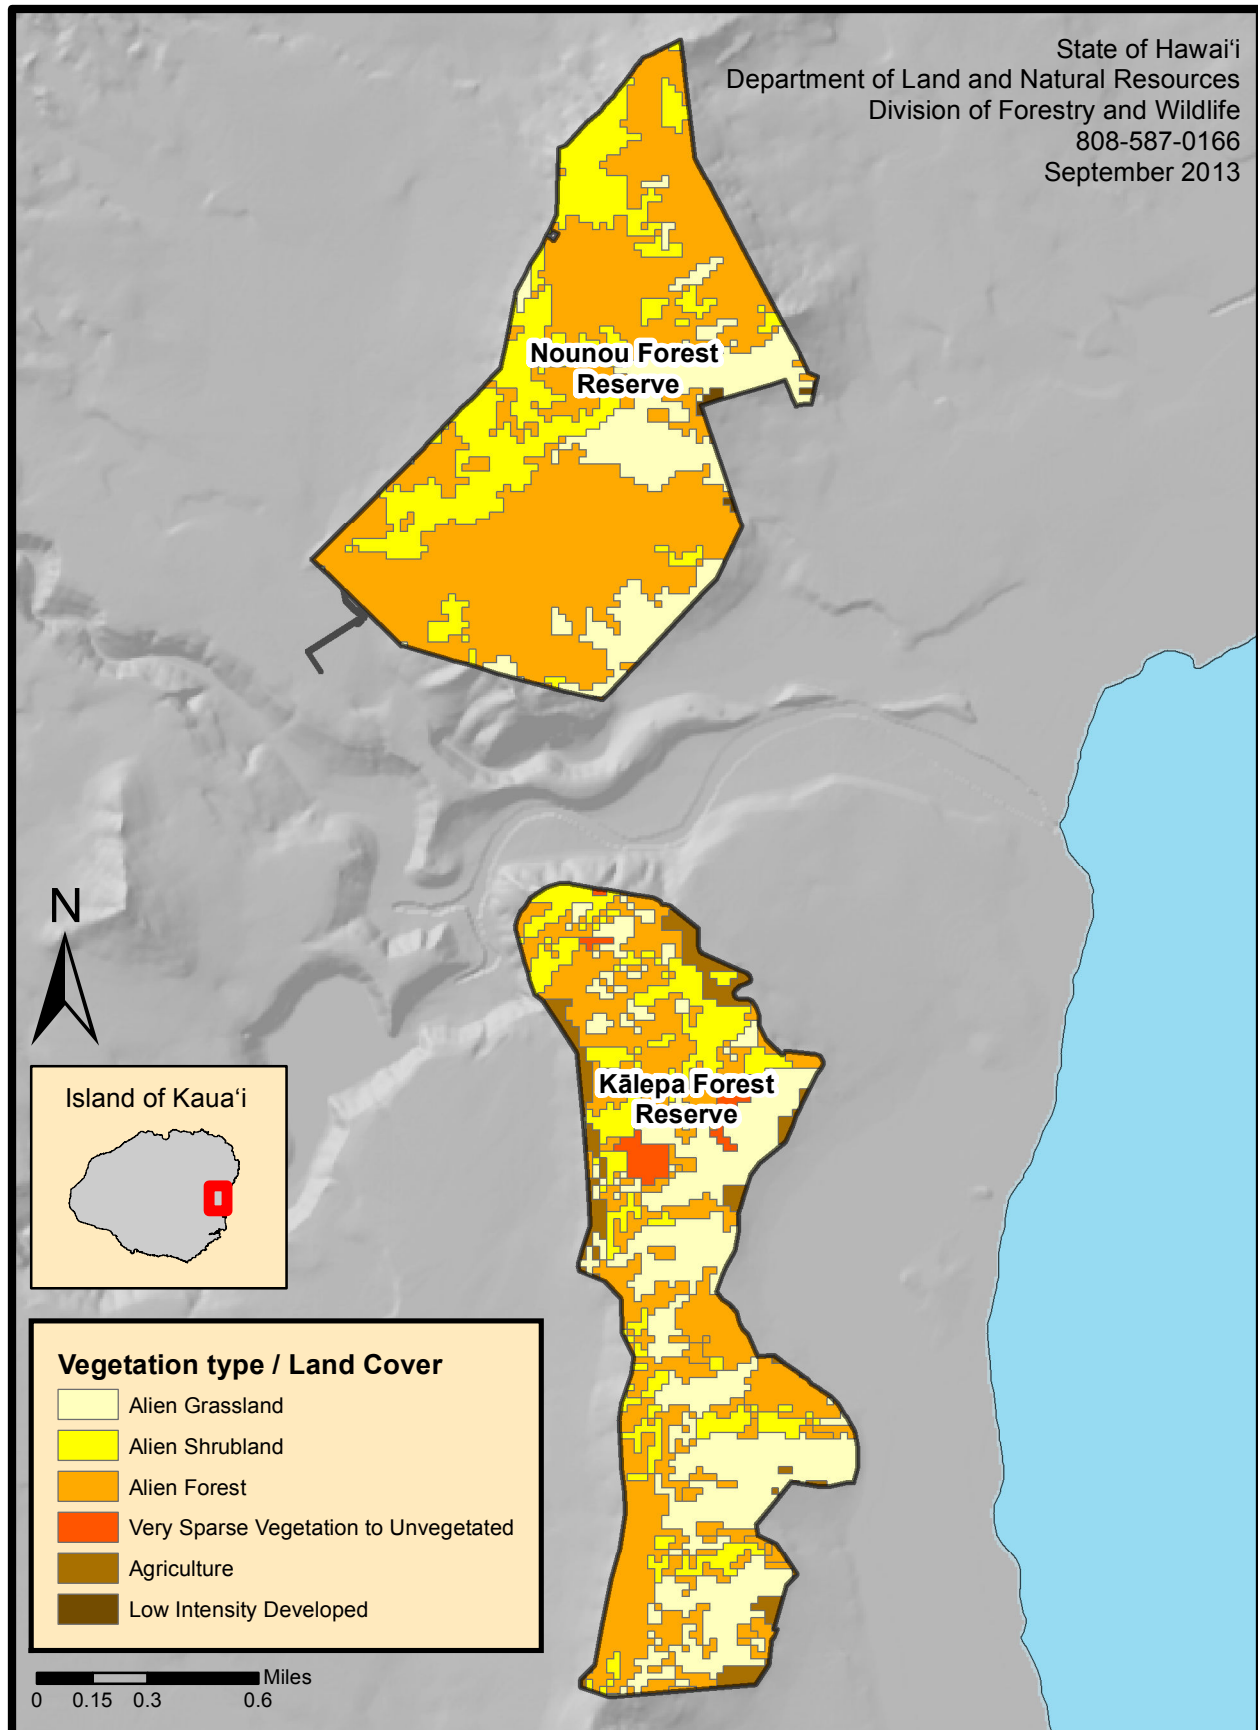 State of Hawai‘i
Department of Land and Natural Resources
Division of Forestry and Wildlife
808-587-0166
September 2013
Nounou Forest
Reserve
N
Kālepa Forest
Reserve
Island of Kaua‘i
Vegetation type / Land Cover
Alien Grassland
Alien Shrubland
Alien Forest
Very Sparse Vegetation to Unvegetated
Agriculture
Low Intensity Developed
Miles
0 0.15 0.3 0.6